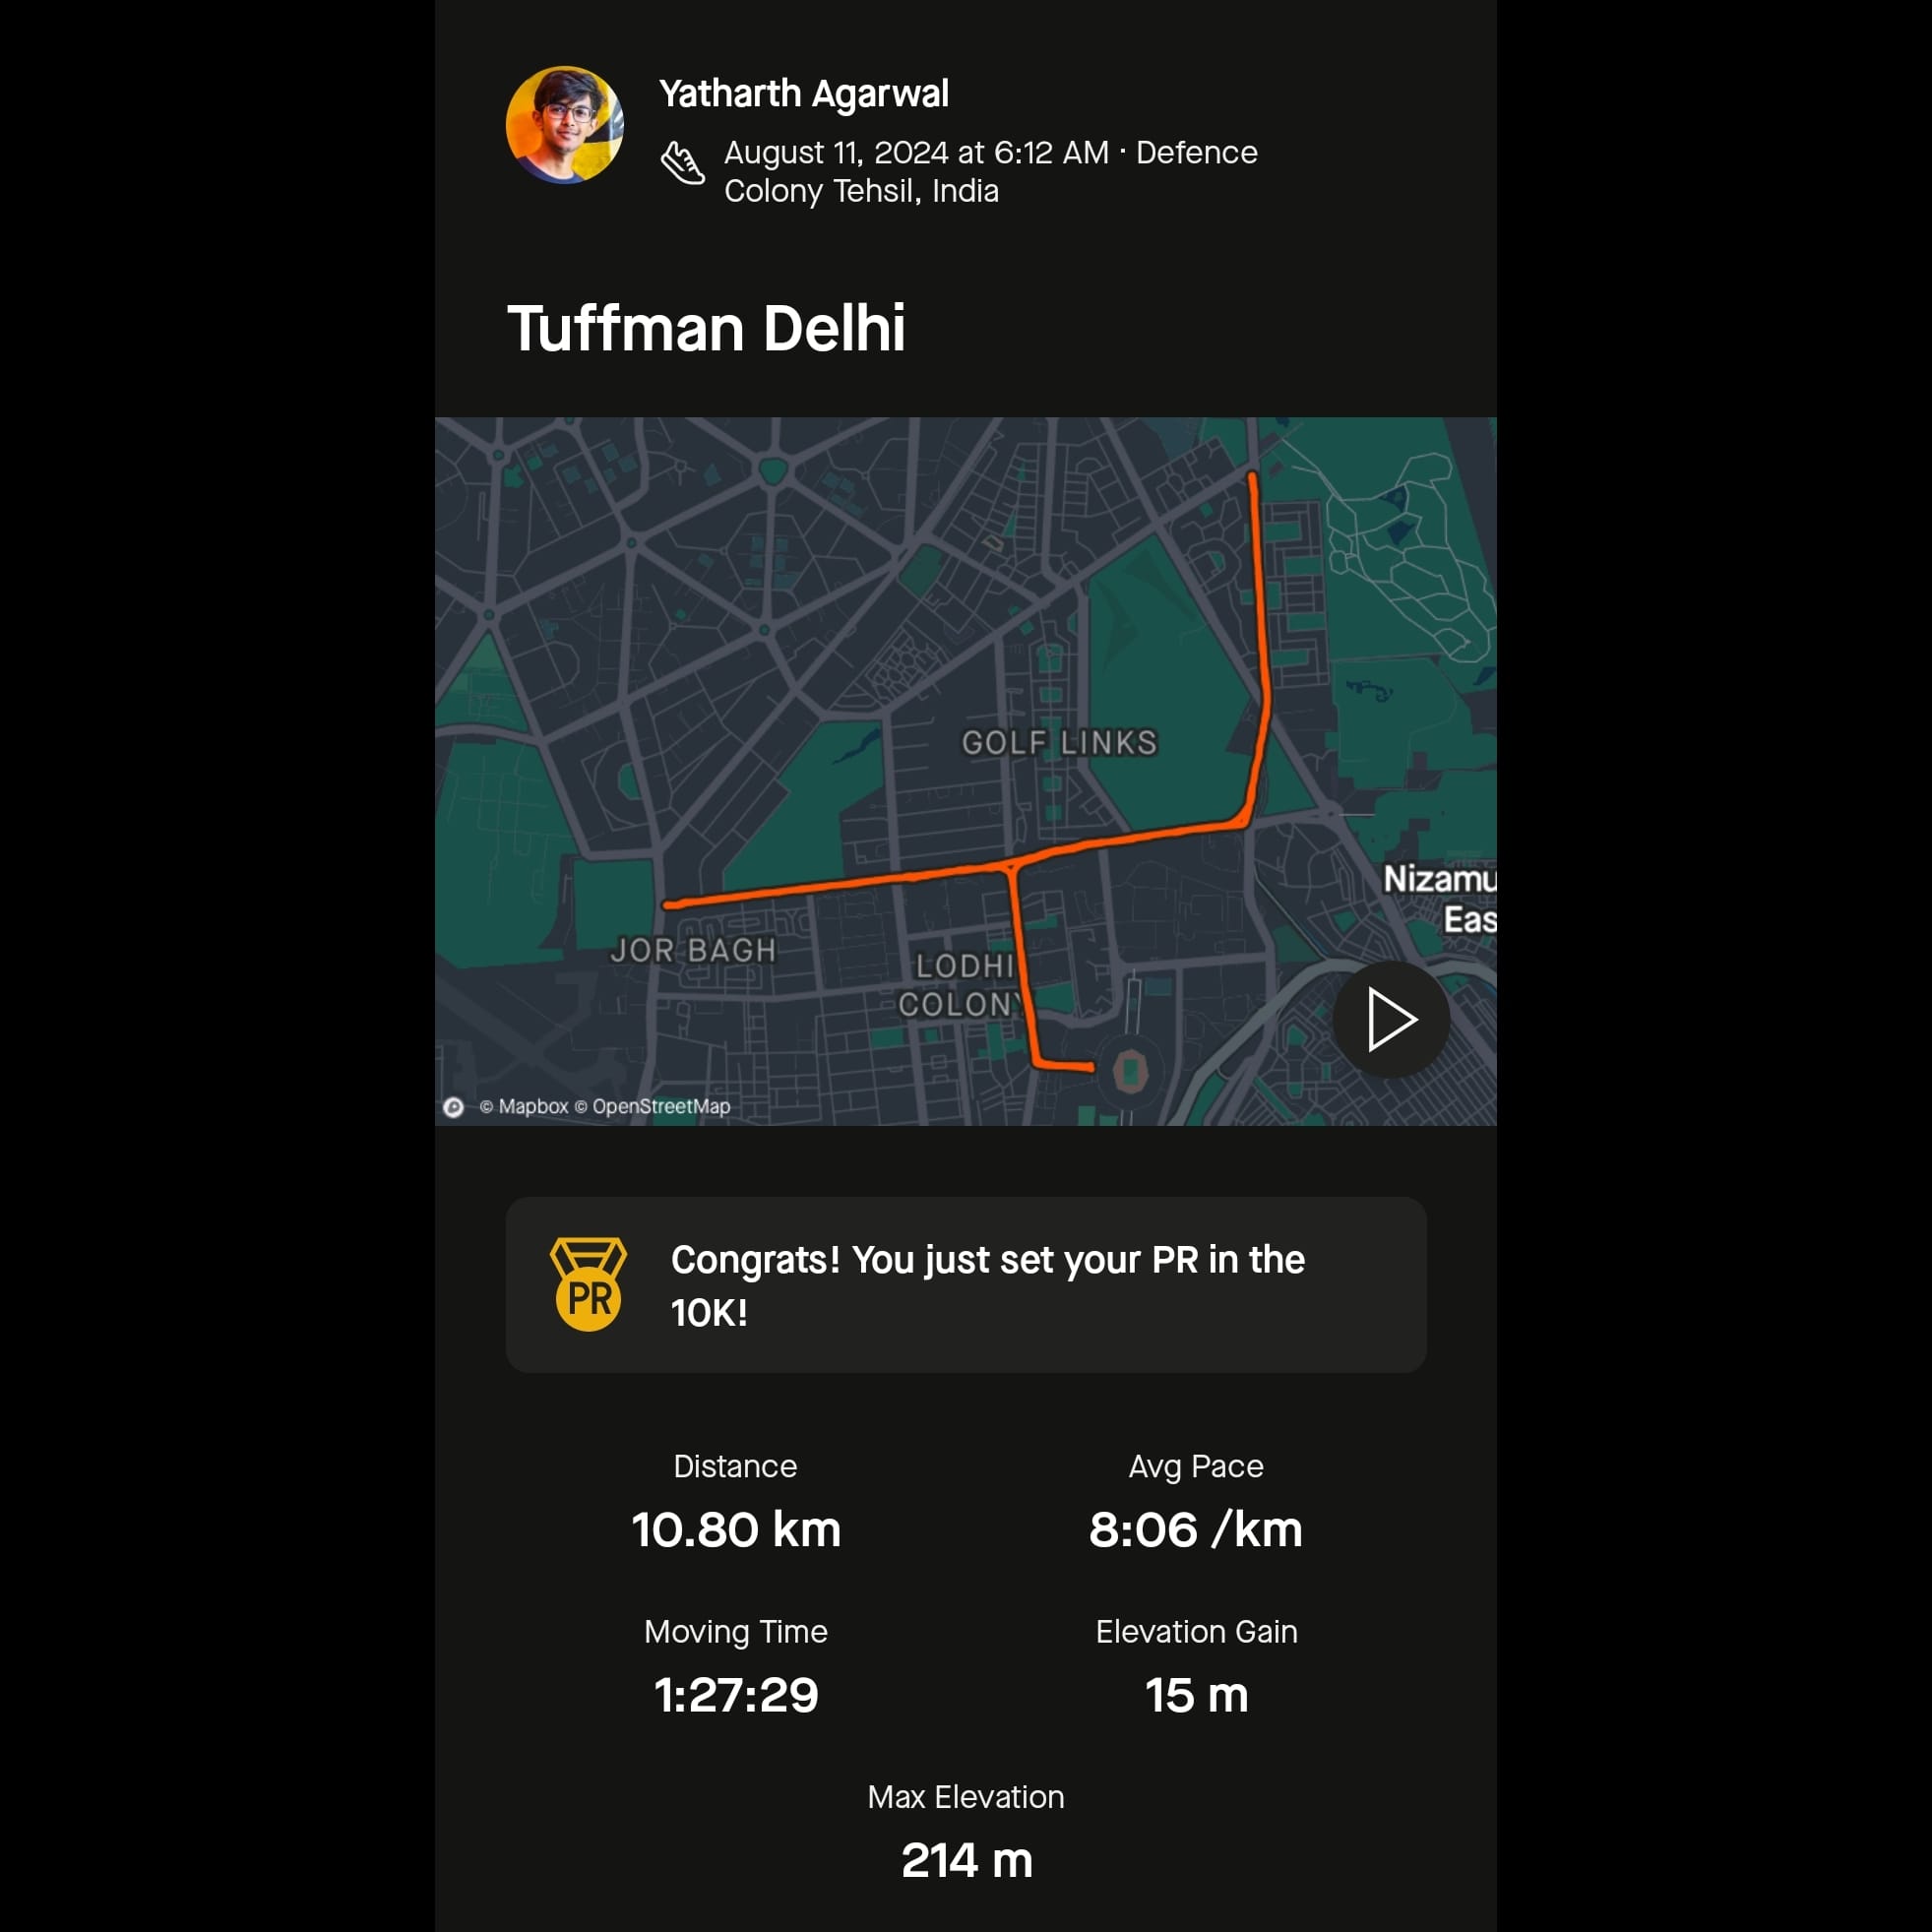 Yatharth Agarwal
August 11, 2024 at 6:12 AM · Defence
Colony Tehsil, India
Tuffman Delhi
GOLF LINKS
Nizamu
Eas
JOR BAGH
LODHI
COLONY
© Mapbox © OpenStreetMap
PR
Congrats! You just set your PR in the
10K!
Distance
Avg Pace
10.80 km
8:06 /km
Moving Time
Elevation Gain
1:27:29
15 m
Max Elevation
214 m